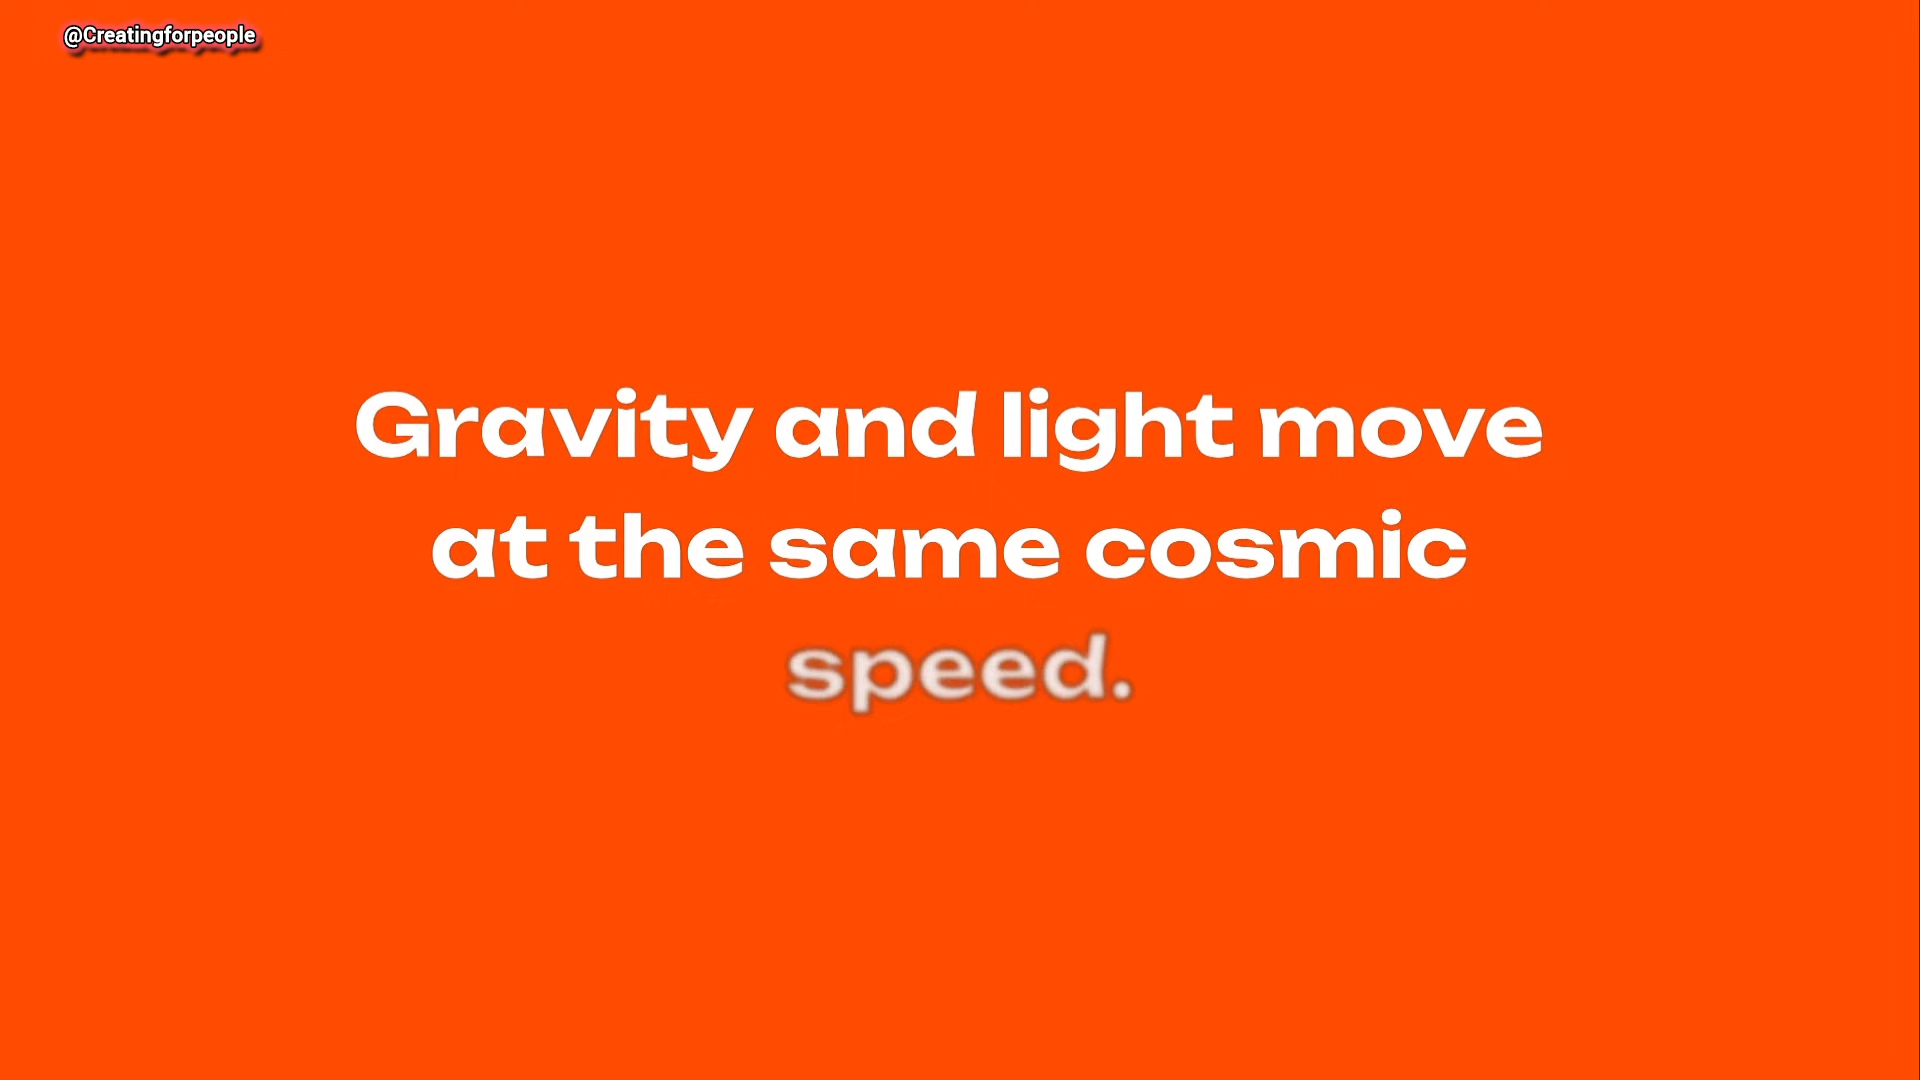 @Creatingforpeople
Gravity and light move
at the same cosmic
speed.